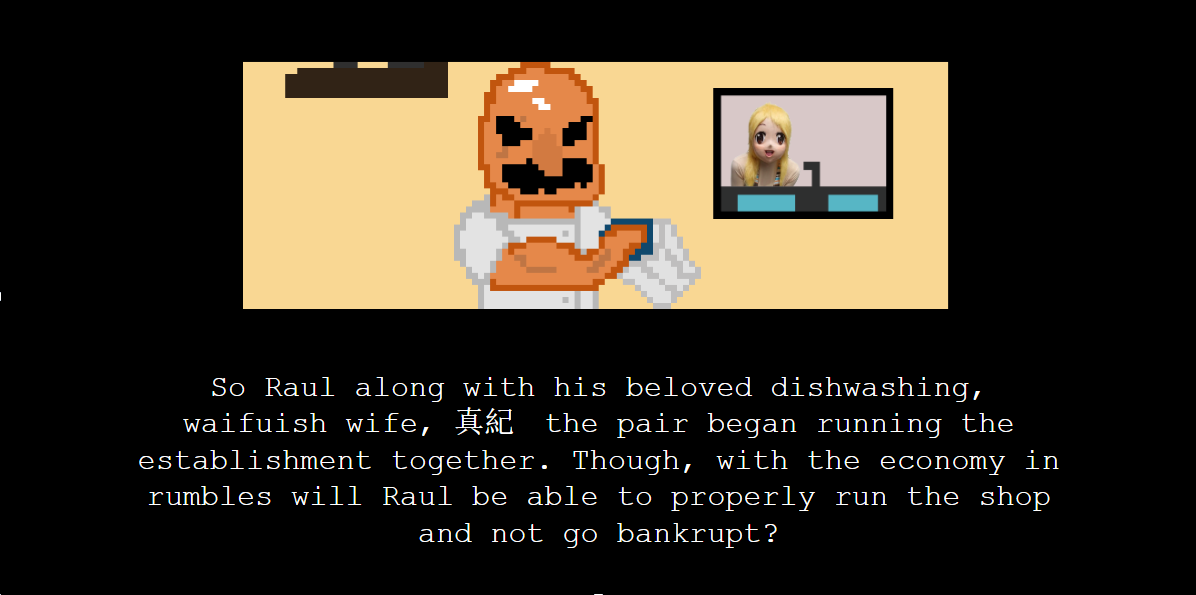 So Raul along with his beloved dishwashing,
waifuish wife, 真紀  the pair began running the
establishment together. Though, with the economy in
rumbles will Raul be able to properly run the shop
and not go bankrupt?